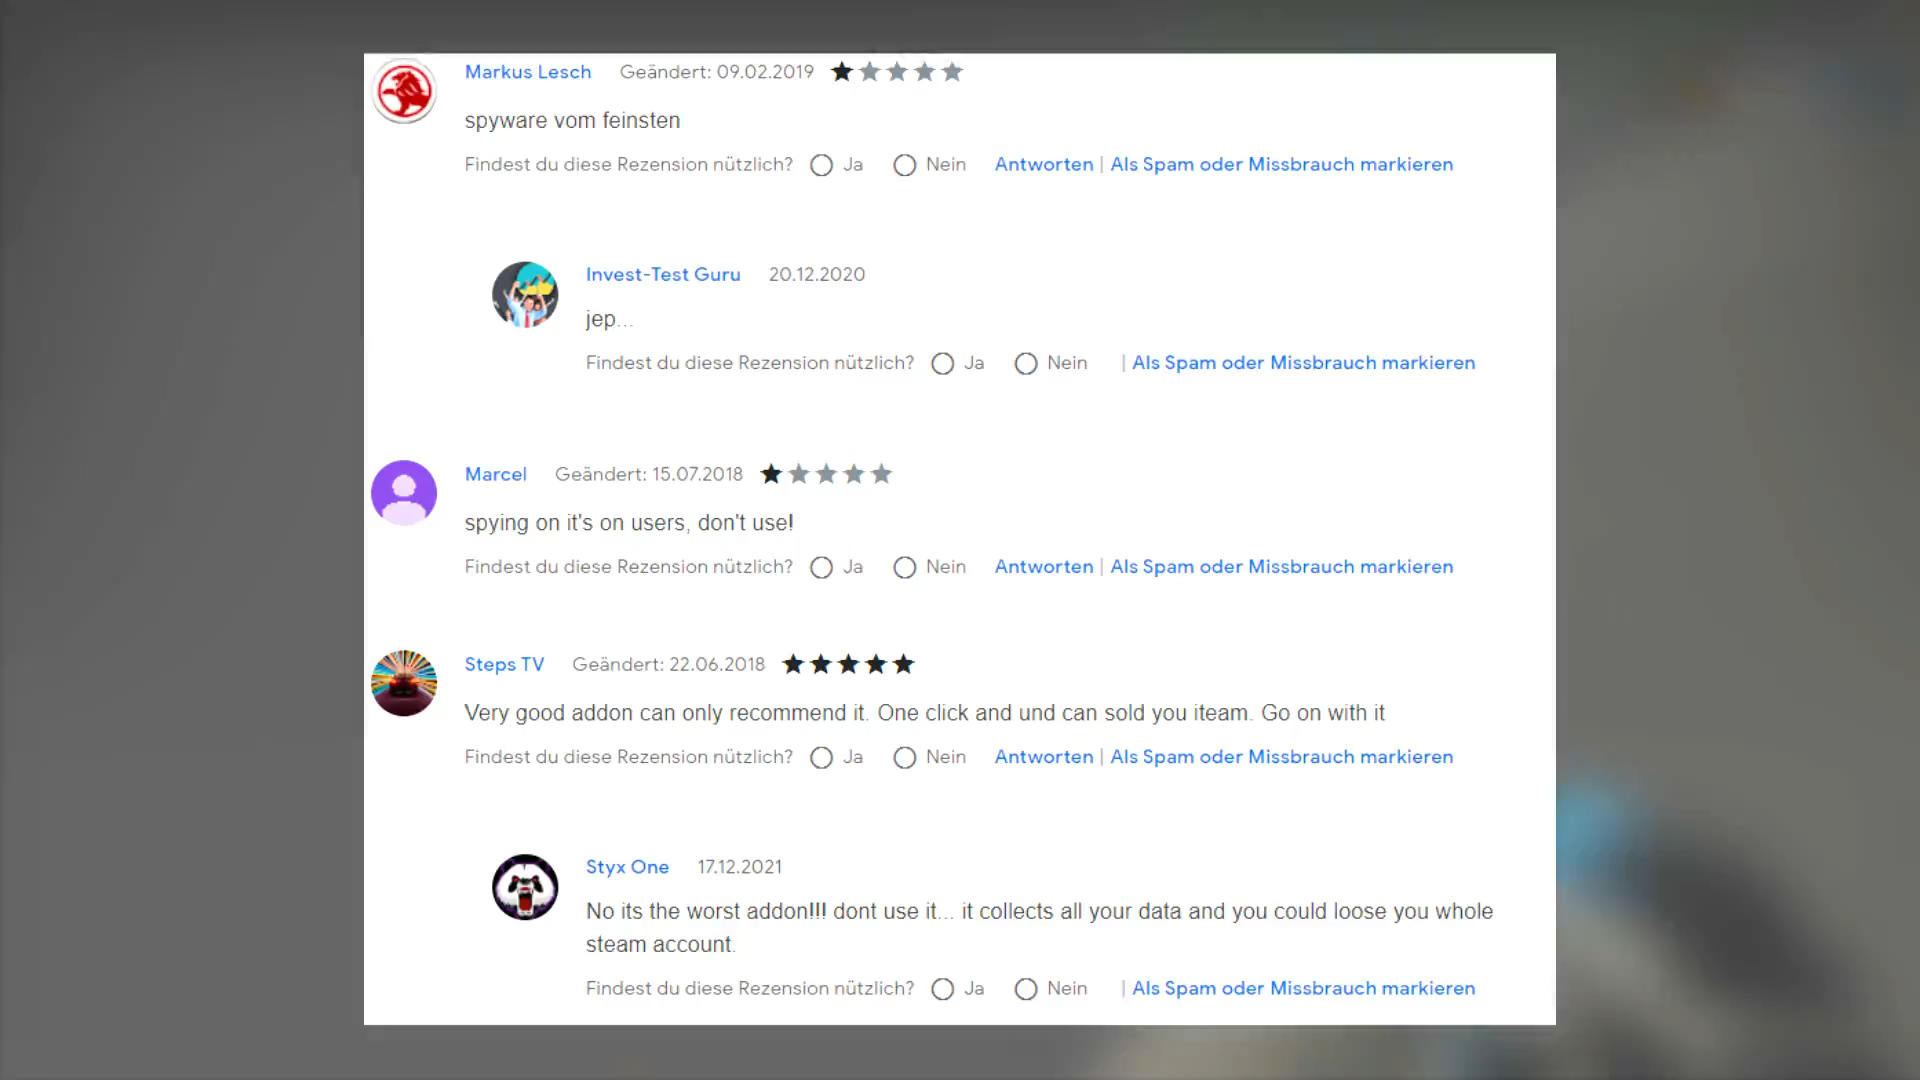 Markus Lesch Geändert: 09.02.2019
spyware vom feinsten
Findest du diese Rezension nützlich? Ja Nein Antworten | Als Spam oder Missbrauch markieren
Invest-Test Guru 20.12.2020
jep...
Findest du diese Rezension nützlich? Ja Nein | Als Spam oder Missbrauch markieren
Marcel Geändert: 15.07.2018
spying on it's on users, don't use!
Findest du diese Rezension nützlich? Ja Nein Antworten | Als Spam oder Missbrauch markieren
Steps TV Geändert: 22.06.2018
Very good addon can only recommend it. One click and und can sold you iteam. Go on with it
Findest du diese Rezension nützlich? Ja Nein Antworten | Als Spam oder Missbrauch markieren
Styx One 17.12.2021
No its the worst addon!!! dont use it... it collects all your data and you could loose you whole
steam account.
Findest du diese Rezension nützlich? Ja Nein | Als Spam oder Missbrauch markieren